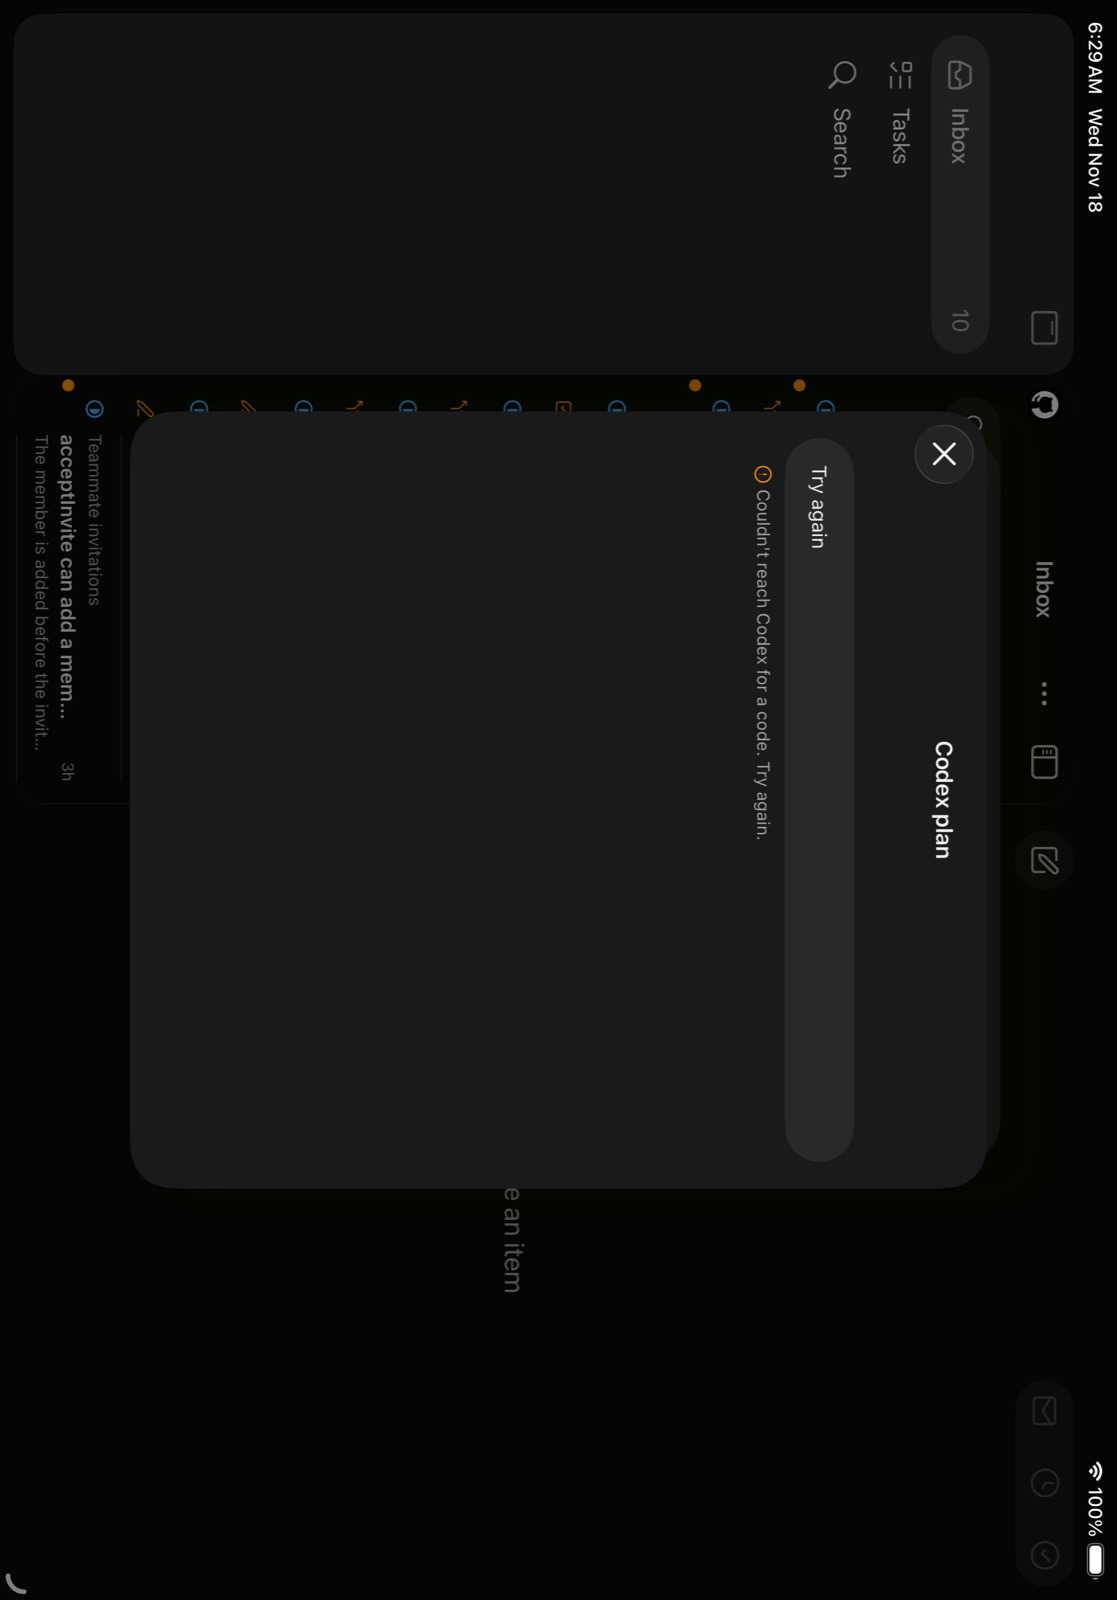 6:29 AM Wed Nov 18
100%
Inbox
Inbox 10
Tasks
Search
Codex plan
Try again
Couldn't reach Codex for a code. Try again.
e an item
Teammate invitations
acceptInvite can add a mem... 3h
The member is added before the invit...